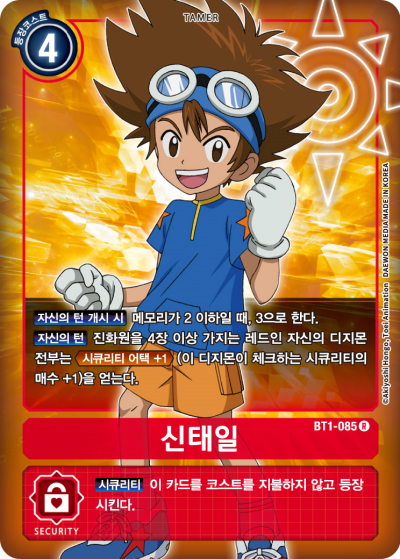 TAMER
등장코스트
4
자신의 턴 개시 시 메모리가 2 이하일 때, 3으로 한다.
자신의 턴 진화원을 4장 이상 가지는 레드인 자신의 디지몬
전부는 시큐리티 어택 +1 (이 디지몬이 체크하는 시큐리티의
매수 +1)을 얻는다.
©Akiyoshi Hongo, Toei Animation DAEWON MEDIA MADE IN KOREA
BT1-085 R
신태일
시큐리티 이 카드를 코스트를 지불하지 않고 등장
시킨다.
SECURITY